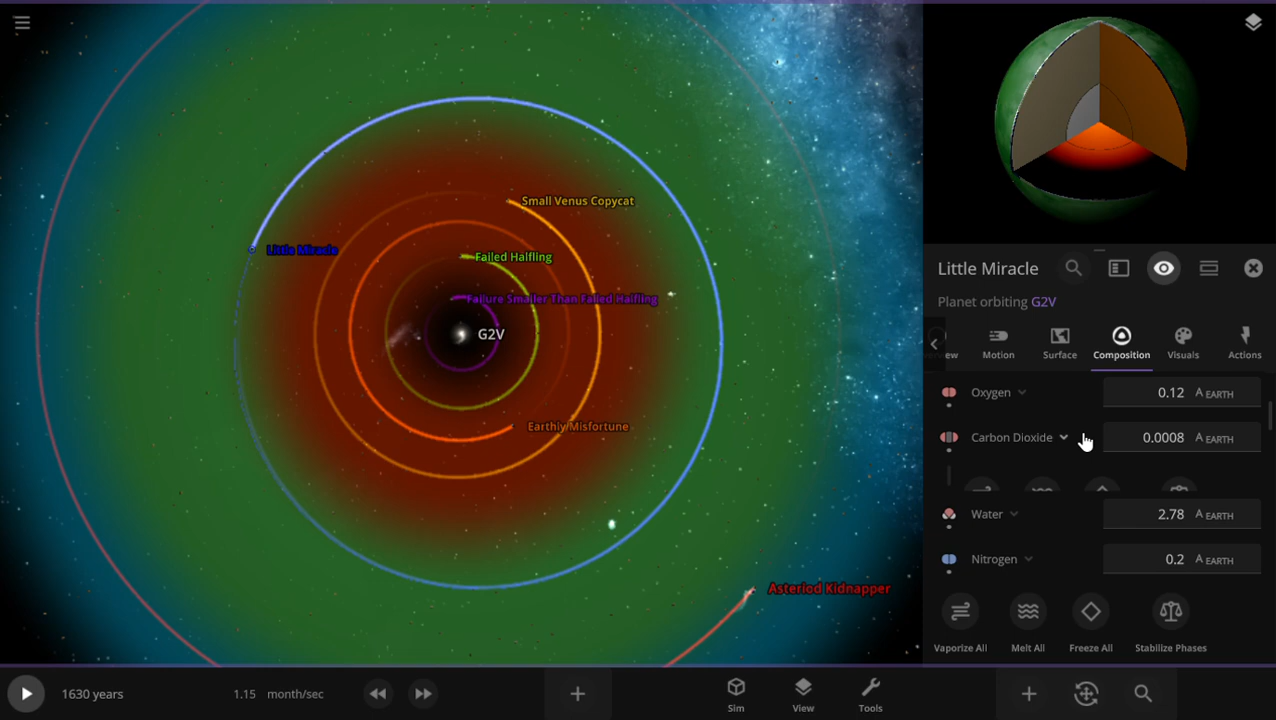 Small Venus Copycat
Little Miracle
Failed Halfling
Failure Smaller Than Failed Halfling
G2V
Earthly Misfortune
Asteriod Kidnapper
Little Miracle
Planet orbiting G2V
ew
Motion
Surface
Composition
Visuals
Actions
Oxygen 0.12 A EARTH
Carbon Dioxide 0.0008 A EARTH
Water 2.78 A EARTH
Nitrogen 0.2 A EARTH
Vaporize All
Melt All
Freeze All
Stabilize Phases
1630 years
1.15 month/sec
Sim
View
Tools